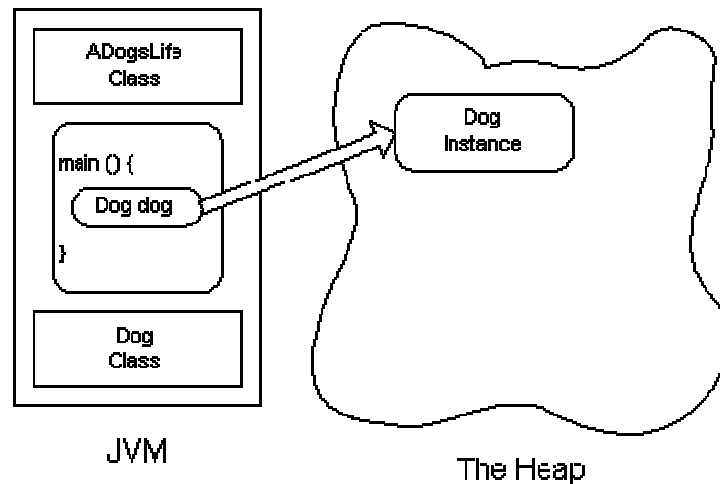 ADogsLife
Class
main () {
Dog dog
}
Dog
Class
JVM
Dog
Instance
The Heap